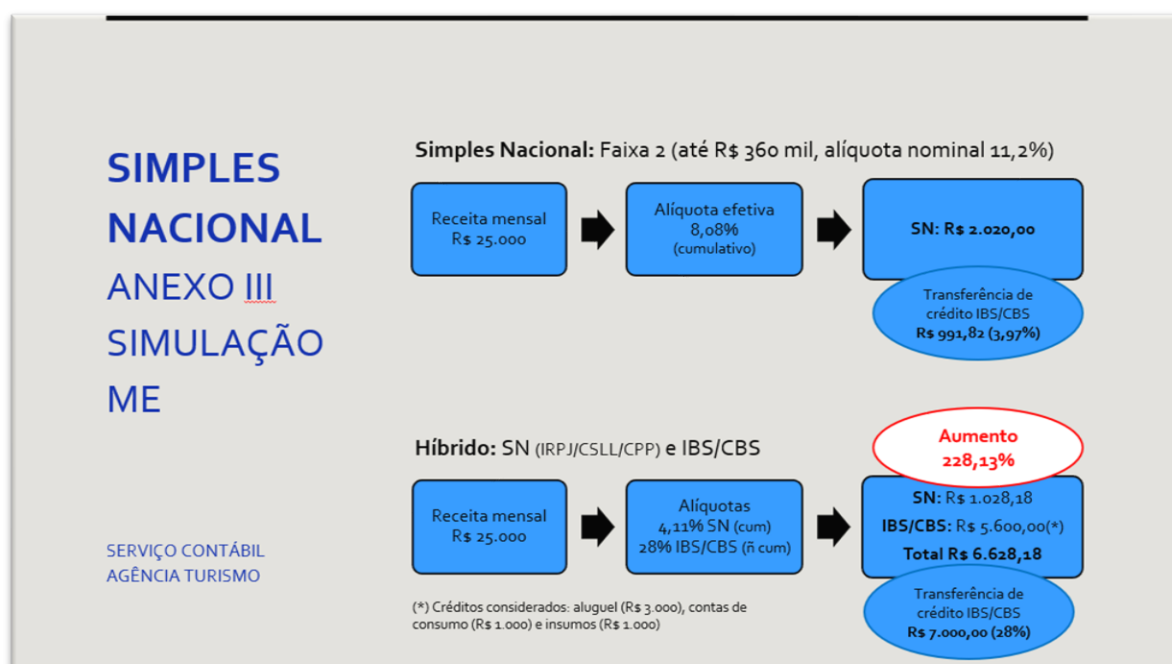 SIMPLES
NACIONAL
ANEXO III
SIMULAÇÃO
ME
SERVIÇO CONTÁBIL
AGÊNCIA TURISMO
Simples Nacional: Faixa 2 (até R$ 360 mil, alíquota nominal 11,2%)
Receita mensal
R$ 25.000
Alíquota efetiva
8,08%
(cumulativo)
SN: R$ 2.020,00
Transferência de
crédito IBS/CBS
R$ 991,82 (3,97%)
Híbrido: SN (IRPJ/CSLL/CPP) e IBS/CBS
Aumento
228,13%
Receita mensal
R$ 25.000
Alíquotas
4,11% SN (cum)
28% IBS/CBS (ñ cum)
SN: R$ 1.028,18
IBS/CBS: R$ 5.600,00(*)
Total R$ 6.628,18
Transferência de
crédito IBS/CBS
R$ 7.000,00 (28%)
(*) Créditos considerados: aluguel (R$ 3.000), contas de
consumo (R$ 1.000) e insumos (R$ 1.000)